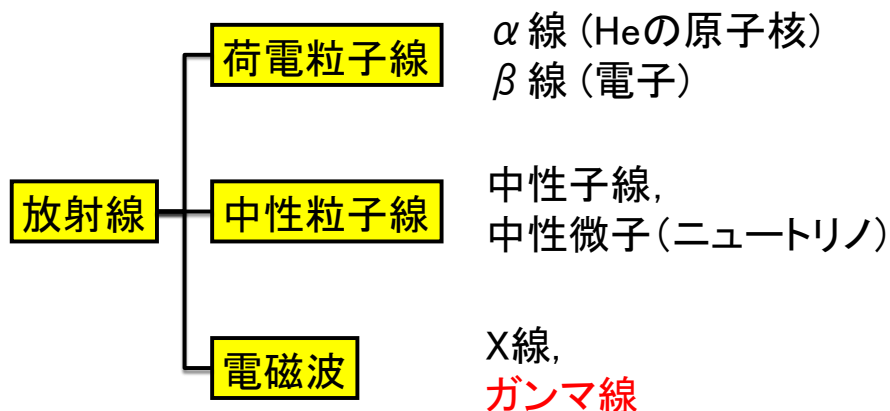 荷電粒子線
α線(Heの原子核)
β線(電子)
放射線
中性粒子線
中性子線,
中性微子(ニュートリノ)
電磁波
X線,
ガンマ線